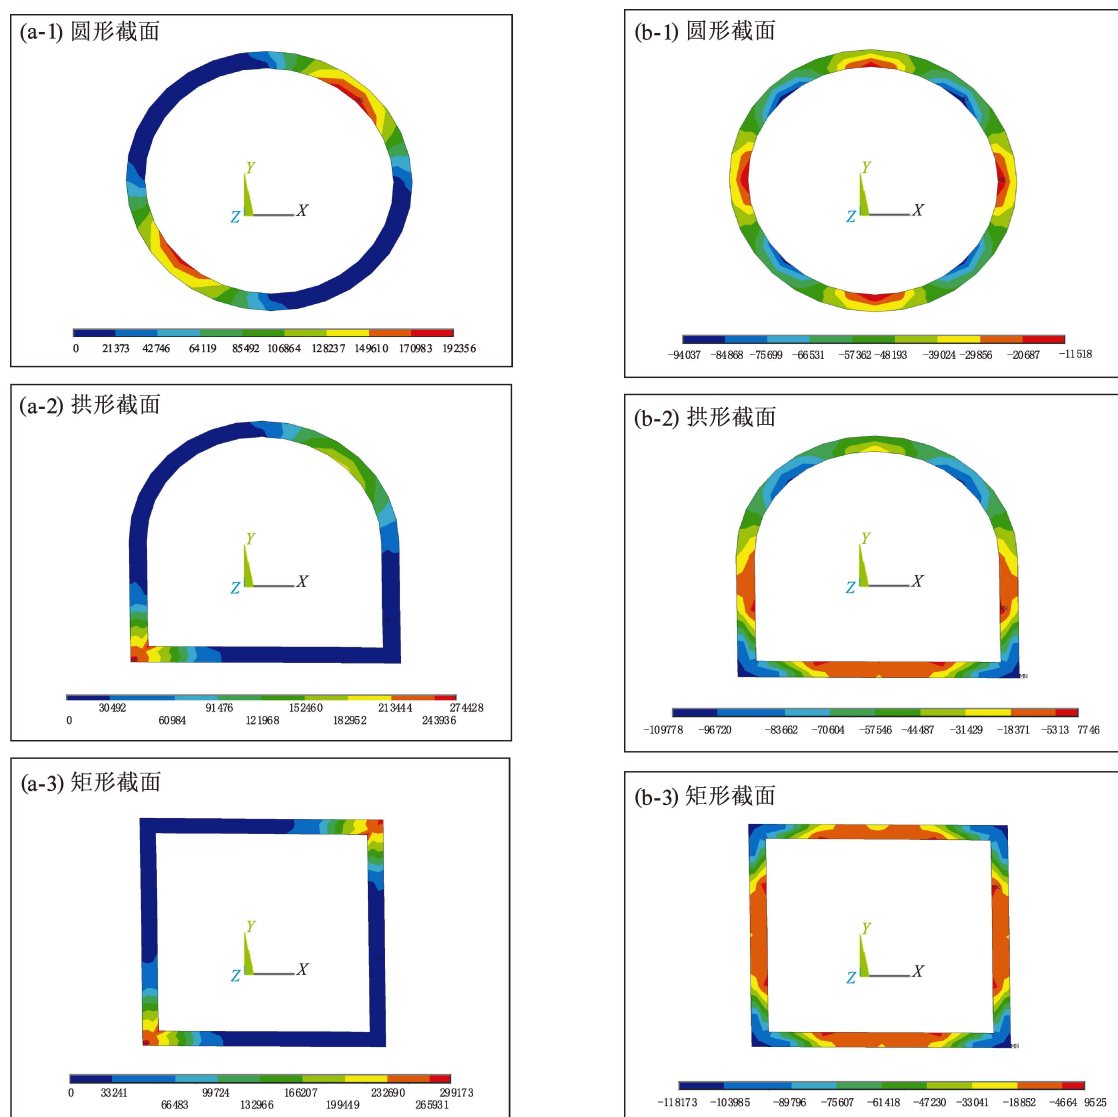 (a-1) 圆形截面
Y
Z
X
0 21373 42746 64119 85492 106864 128237 149610 170983 192356
(b-1) 圆形截面
Y
Z
X
−94037 −84868 −75699 −66531 −57362 −48193 −39024 −29856 −20687 −11518
(a-2) 拱形截面
Y
Z
X
30492 91476 152460 213444 274428
0 60984 121968 182952 243936
(b-2) 拱形截面
Y
Z
X
MN
−109778 −96720 −83662 −70604 −57546 −44487 −31429 −18371 −5313 7746
(a-3) 矩形截面
Y
Z
X
0 33241 99724 166207 232690 299173
66483 132966 199449 265931
(b-3) 矩形截面
Y
Z
X
MN
−118173 −103985 −89796 −75607 −61418 −47230 −33041 −18852 −4664 9525